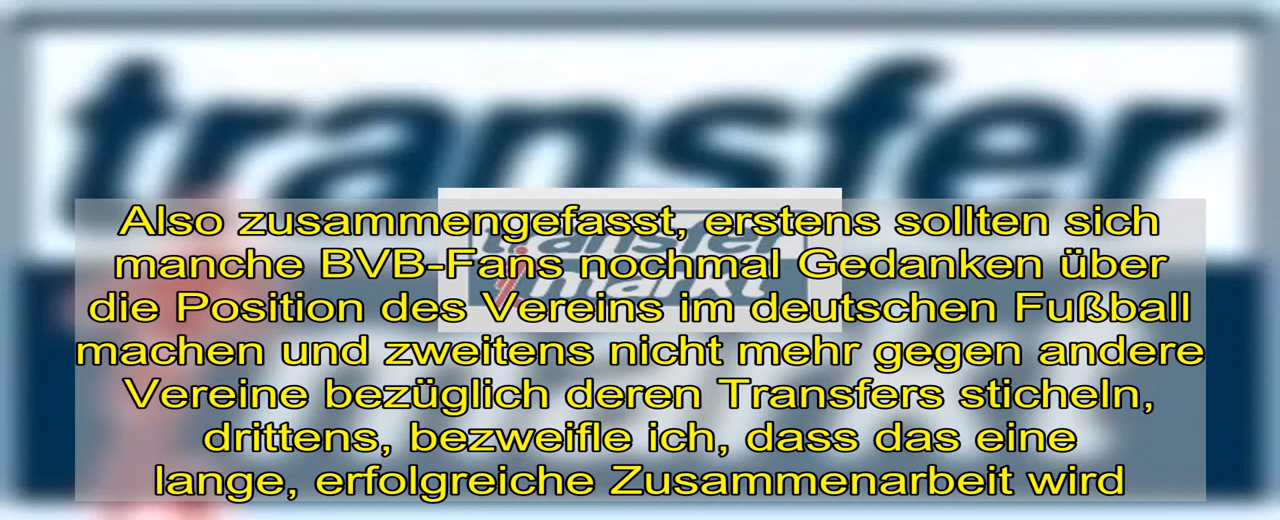 transfer
transfer
markt
Also zusammengefasst, erstens sollten sich
manche BVB-Fans nochmal Gedanken über
die Position des Vereins im deutschen Fußball
machen und zweitens nicht mehr gegen andere
Vereine bezüglich deren Transfers sticheln,
drittens, bezweifle ich, dass das eine
lange, erfolgreiche Zusammenarbeit wird